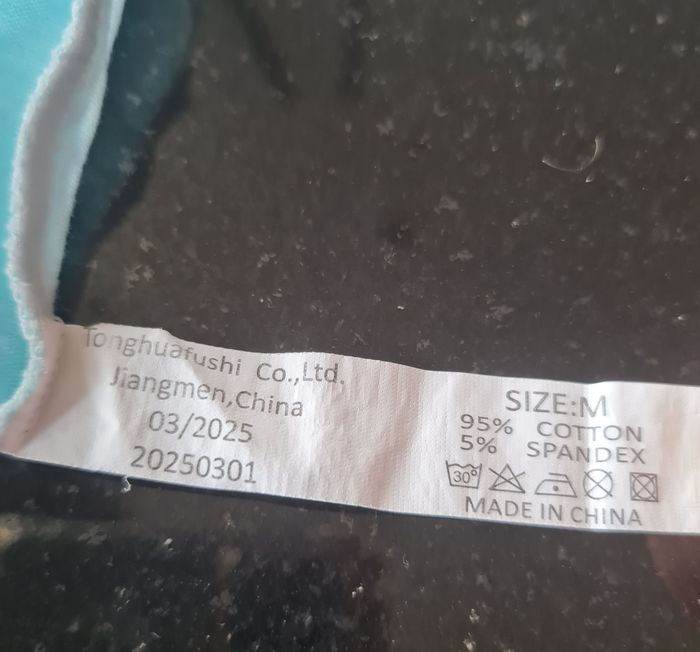 Tonghuafushi Co.,Ltd.
Jiangmen,China
03/2025
20250301
SIZE:M
95% COTTON
5% SPANDEX
30°
MADE IN CHINA